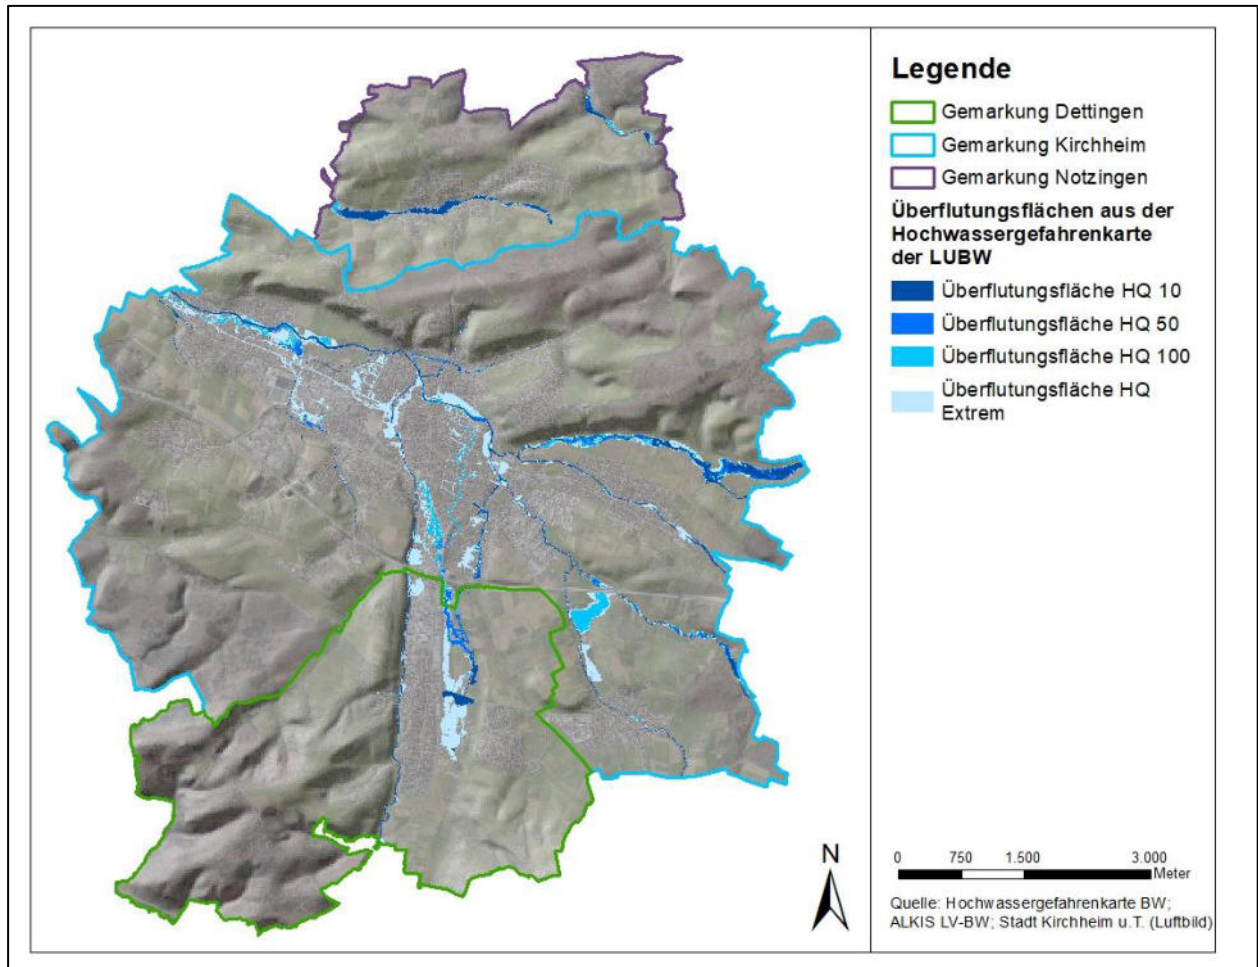 Legende
Gemarkung Dettingen
Gemarkung Kirchheim
Gemarkung Notzingen
Überflutungsflächen aus der
Hochwassergefahrenkarte
der LUBW
Überflutungsfläche HQ 10
Überflutungsfläche HQ 50
Überflutungsfläche HQ 100
Überflutungsfläche HQ
Extrem
N
0 750 1.500 3.000
Meter
Quelle: Hochwassergefahrenkarte BW;
ALKIS LV-BW; Stadt Kirchheim u.T. (Luftbild)